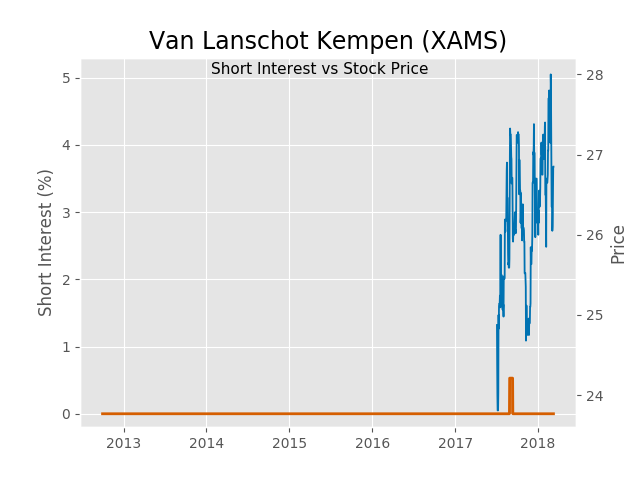 Van Lanschot Kempen (XAMS)
Short Interest vs Stock Price
Short Interest (%)
5
4
3
2
1
0
28
27
26
25
24
Price
2013 2014 2015 2016 2017 2018